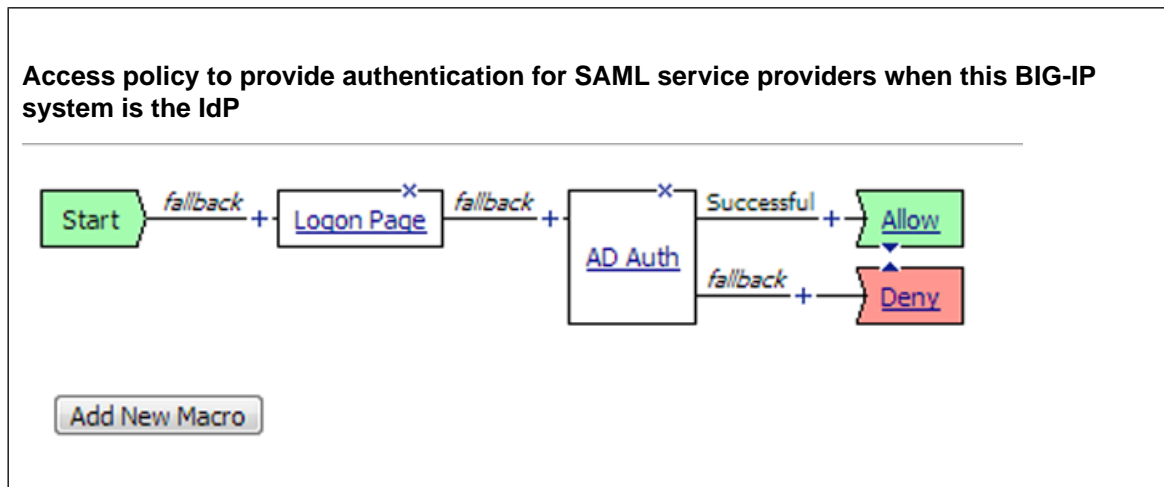 Access policy to provide authentication for SAML service providers when this BIG-IP
system is the IdP
Start
fallback
+
Logon Page
×
fallback
+
AD Auth
×
Successful
+
Allow
fallback
+
Deny
Add New Macro